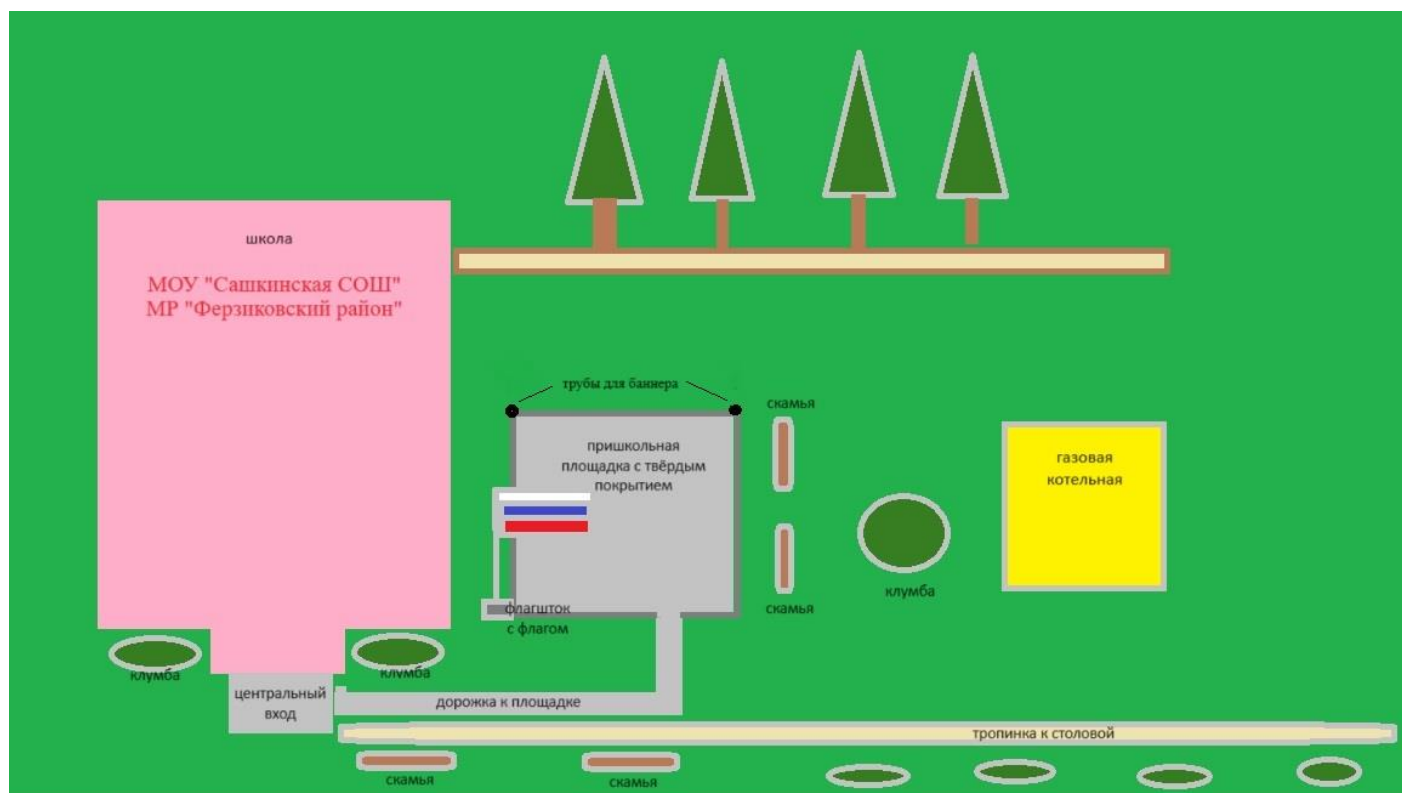 школа
МОУ "Сашкинская СОШ"
МР "Ферзиковский район"
трубы для баннера
скамья
пришкольная
площадка с твёрдым
покрытием
газовая
котельная
клумба
скамья
флагшток
с флагом
клумба
клумба
центральный
вход
дорожка к площадке
тропинка к столовой
скамья
скамья